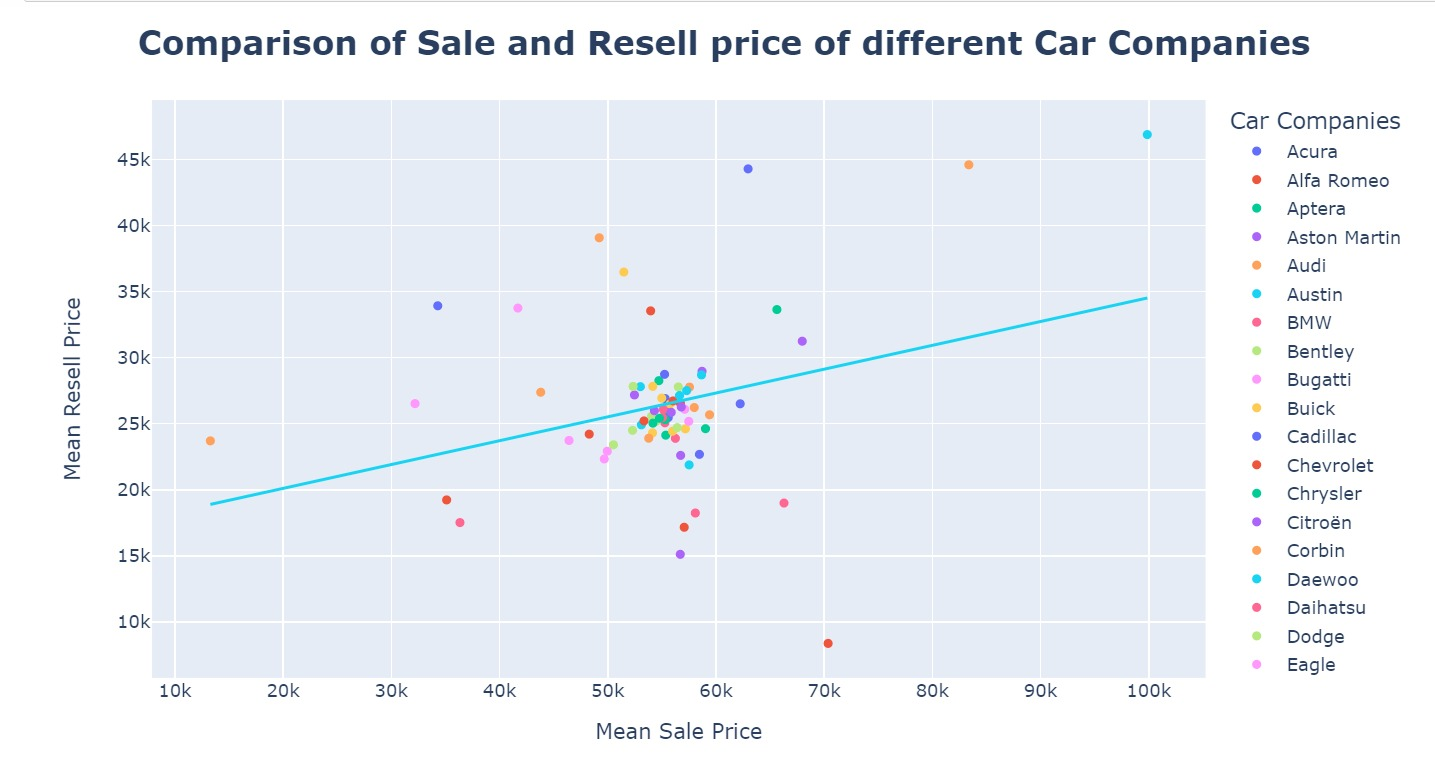 Comparison of Sale and Resell price of different Car Companies
Car Companies
Acura
Alfa Romeo
Aptera
Aston Martin
Audi
Austin
BMW
Bentley
Bugatti
Buick
Cadillac
Chevrolet
Chrysler
Citroën
Corbin
Daewoo
Daihatsu
Dodge
Eagle
Mean Resell Price
45k
40k
35k
30k
25k
20k
15k
10k
10k 20k 30k 40k 50k 60k 70k 80k 90k 100k
Mean Sale Price